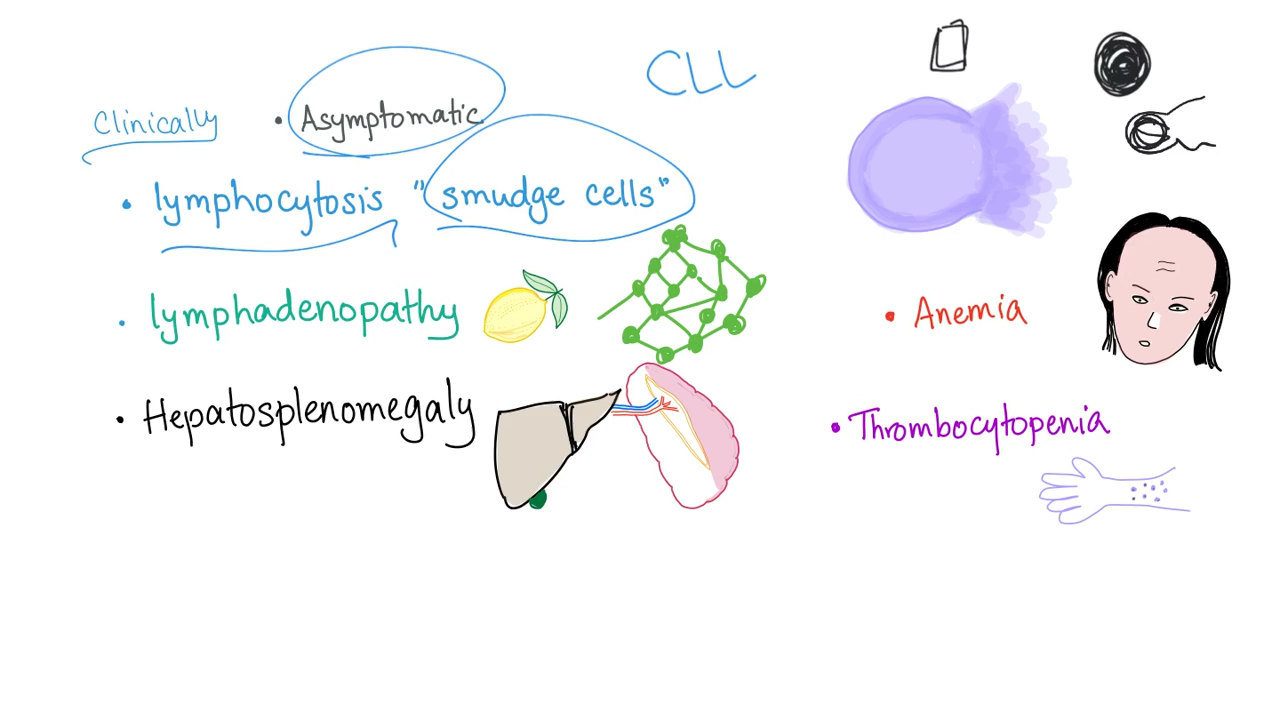 CLL
Clinically
• Asymptomatic
• lymphocytosis "smudge cells"
• lymphadenopathy
• Hepatosplenomegaly
• Anemia
• Thrombocytopenia